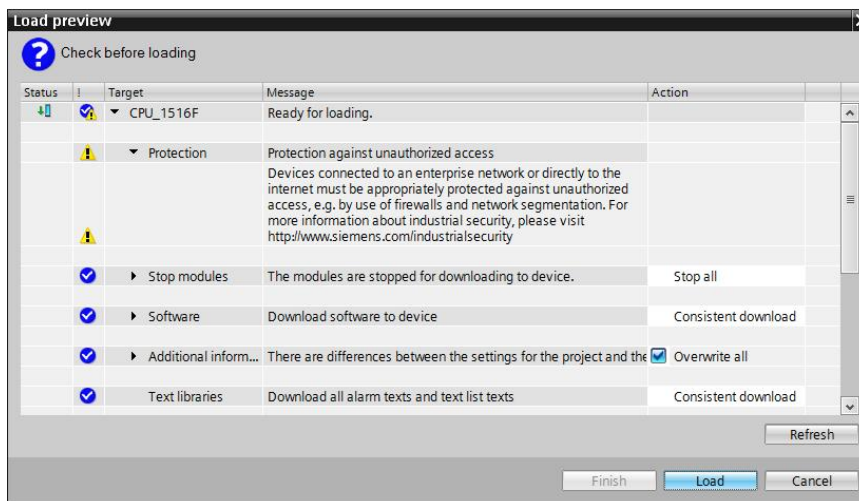 Load preview
Check before loading
Status ! Target Message Action
CPU_1516F Ready for loading.
Protection Protection against unauthorized access
Devices connected to an enterprise network or directly to the
internet must be appropriately protected against unauthorized
access, e.g. by use of firewalls and network segmentation. For
more information about industrial security, please visit
http://www.siemens.com/industrialsecurity
Stop modules The modules are stopped for downloading to device. Stop all
Software Download software to device Consistent download
Additional inform... There are differences between the settings for the project and the Overwrite all
Text libraries Download all alarm texts and text list texts Consistent download
Refresh
Finish Load Cancel